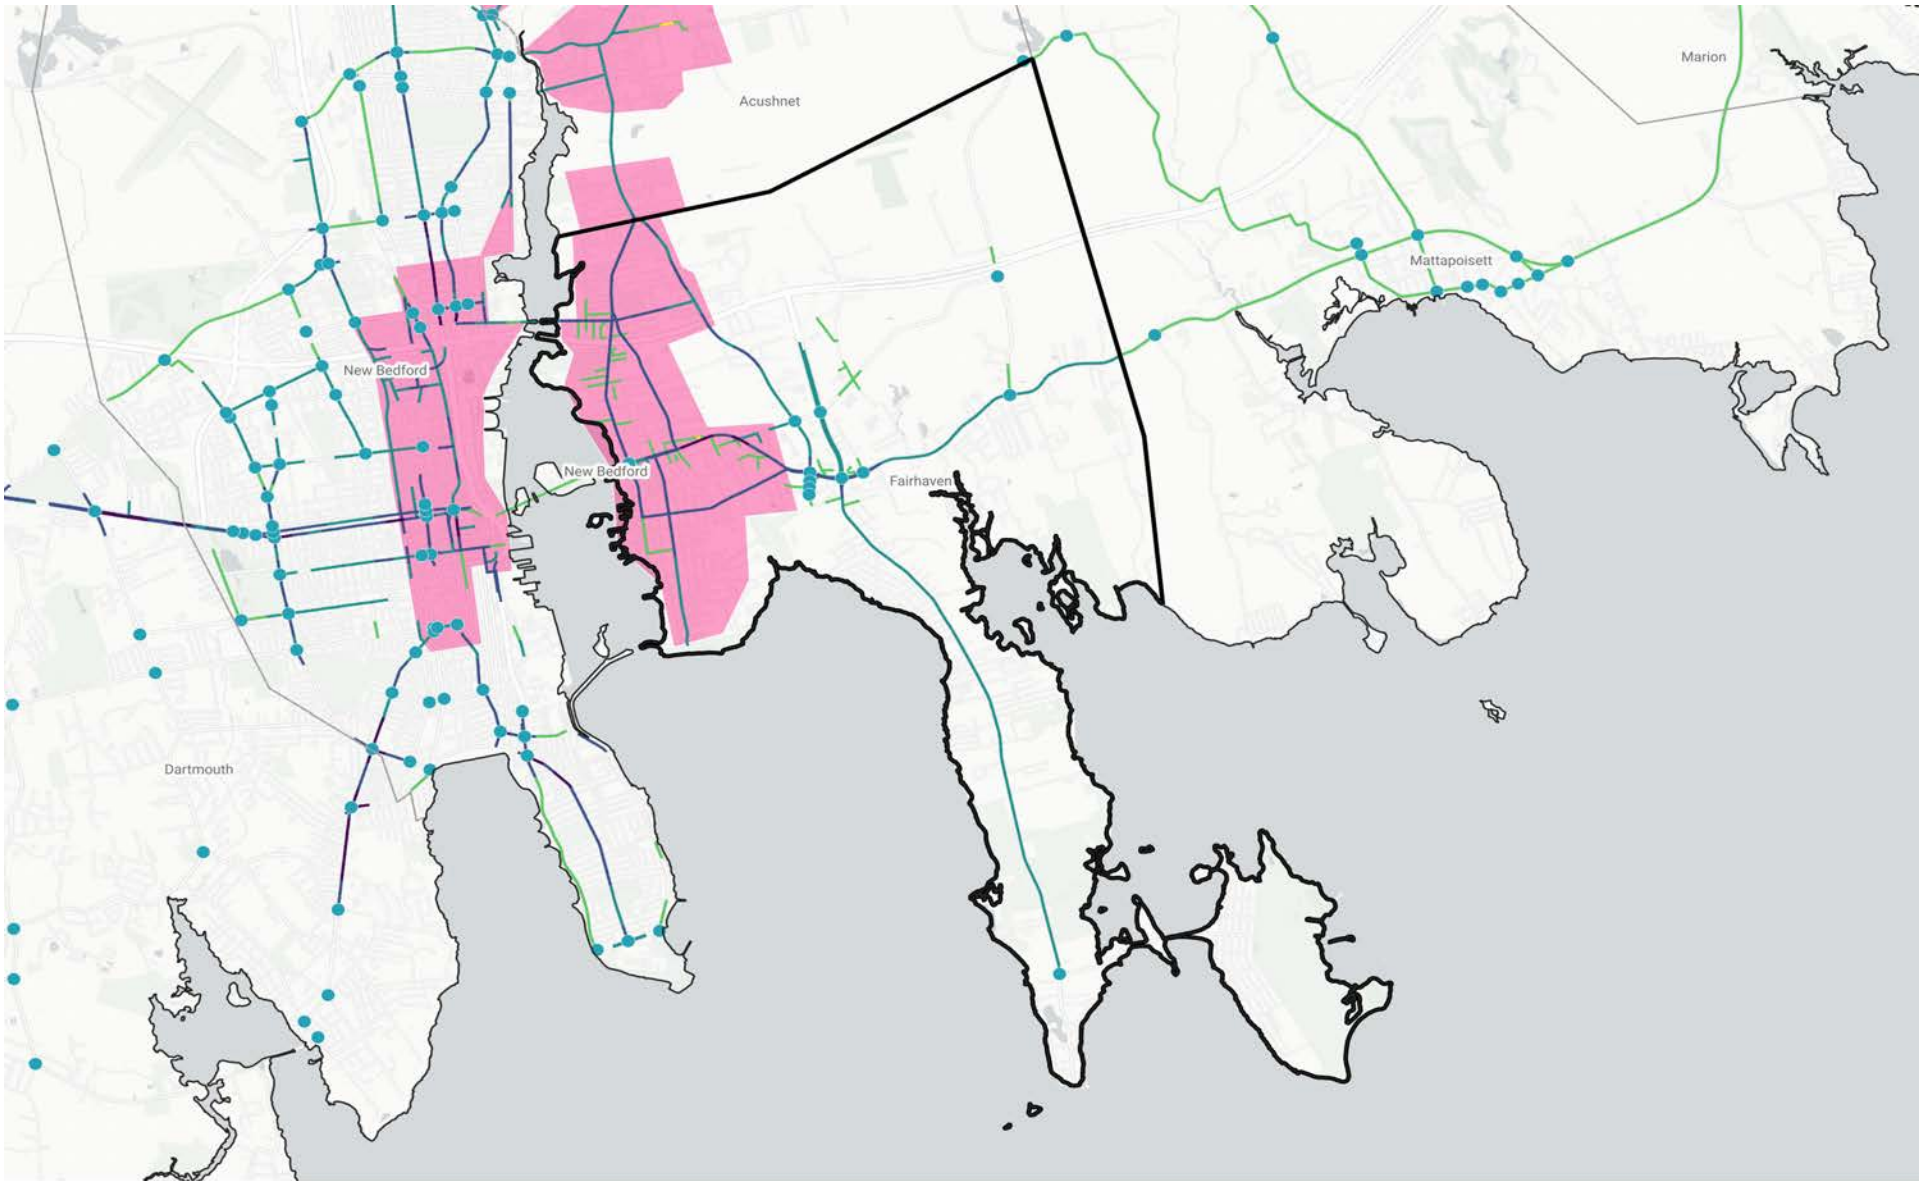 Marion
Acushnet
Mattapoisett
New Bedford
New Bedford
Fairhaven
Dartmouth